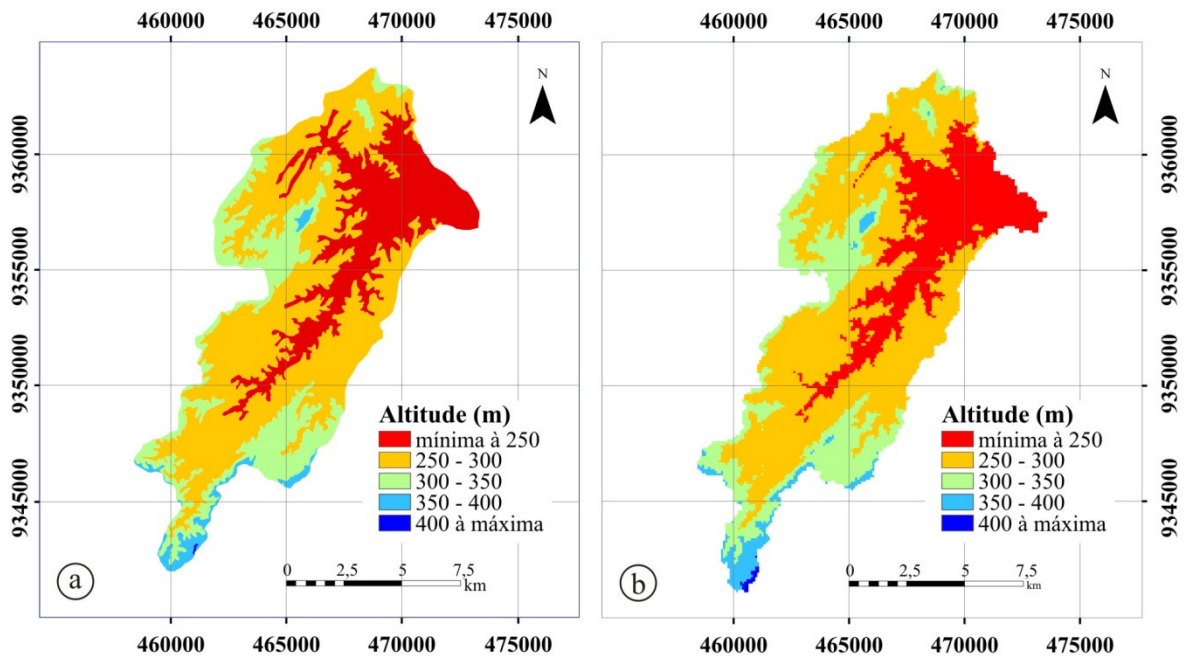 460000 465000 470000 475000
460000 465000 470000 475000
N
N
9360000
9355000
9350000
9345000
9360000
9355000
9350000
9345000
Altitude (m)
mínima à 250
250 - 300
300 - 350
350 - 400
400 à máxima
Altitude (m)
mínima à 250
250 - 300
300 - 350
350 - 400
400 à máxima
a
0 2,5 5 7,5
km
b
0 2,5 5 7,5
km
460000 465000 470000 475000
460000 465000 470000 475000